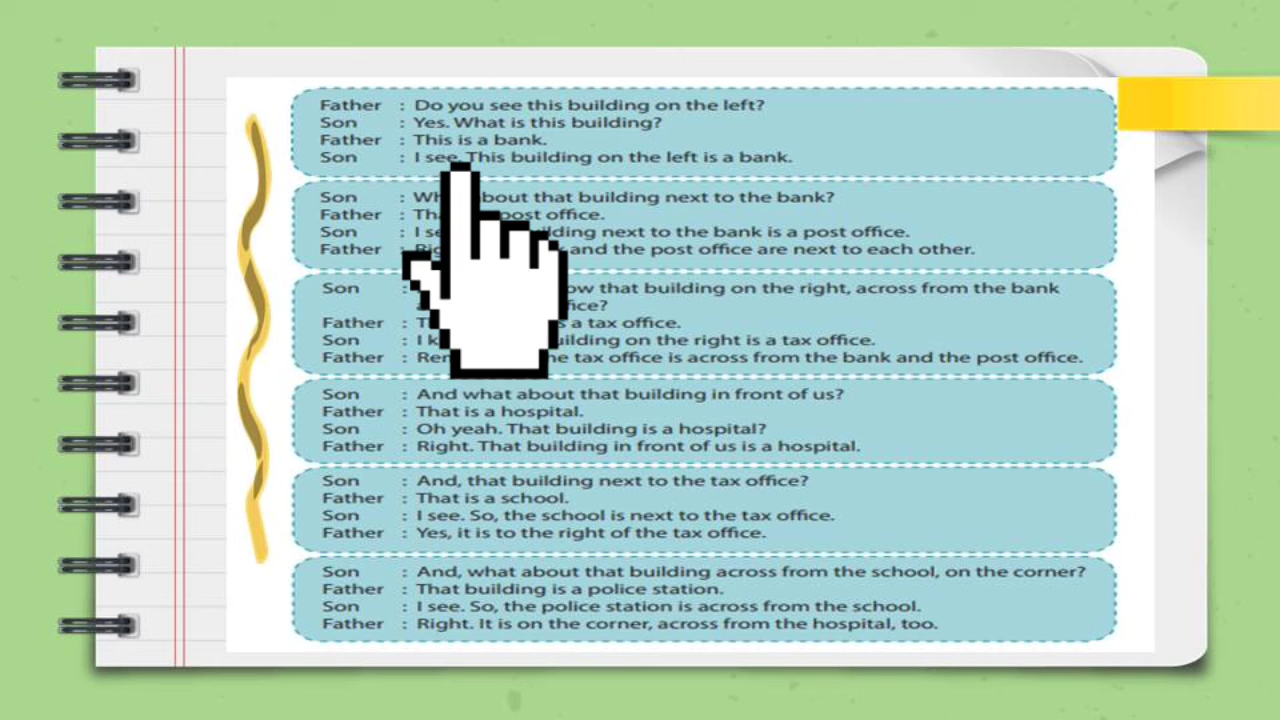 Father : Do you see this building on the left?
Son : Yes. What is this building?
Father : This is a bank.
Son : I see. This building on the left is a bank.
Son : about that building next to the bank?
Father : post office.
Son : I next to the bank is a post office.
Father : and the post office are next to each other.
Son : that building on the right, across from the bank
Father : a tax office.
Son : I on the right is a tax office.
Father : tax office is across from the bank and the post office.
Son : And what about that building in front of us?
Father : That is a hospital.
Son : Oh yeah. That building is a hospital?
Father : Right. That building in front of us is a hospital.
Son : And, that building next to the tax office?
Father : That is a school.
Son : I see. So, the school is next to the tax office.
Father : Yes, it is to the right of the tax office.
Son : And, what about that building across from the school, on the corner?
Father : That building is a police station.
Son : I see. So, the police station is across from the school.
Father : Right. It is on the corner, across from the hospital, too.